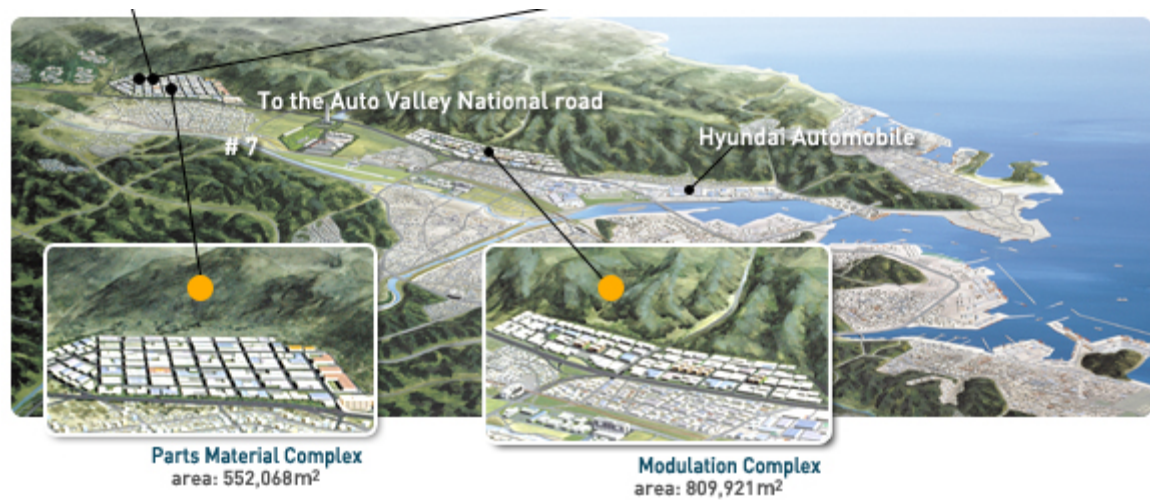 To the Auto Valley National road
# 7
Hyundai Automobile
Parts Material Complex
area: 552,068m²
Modulation Complex
area: 809,921m²